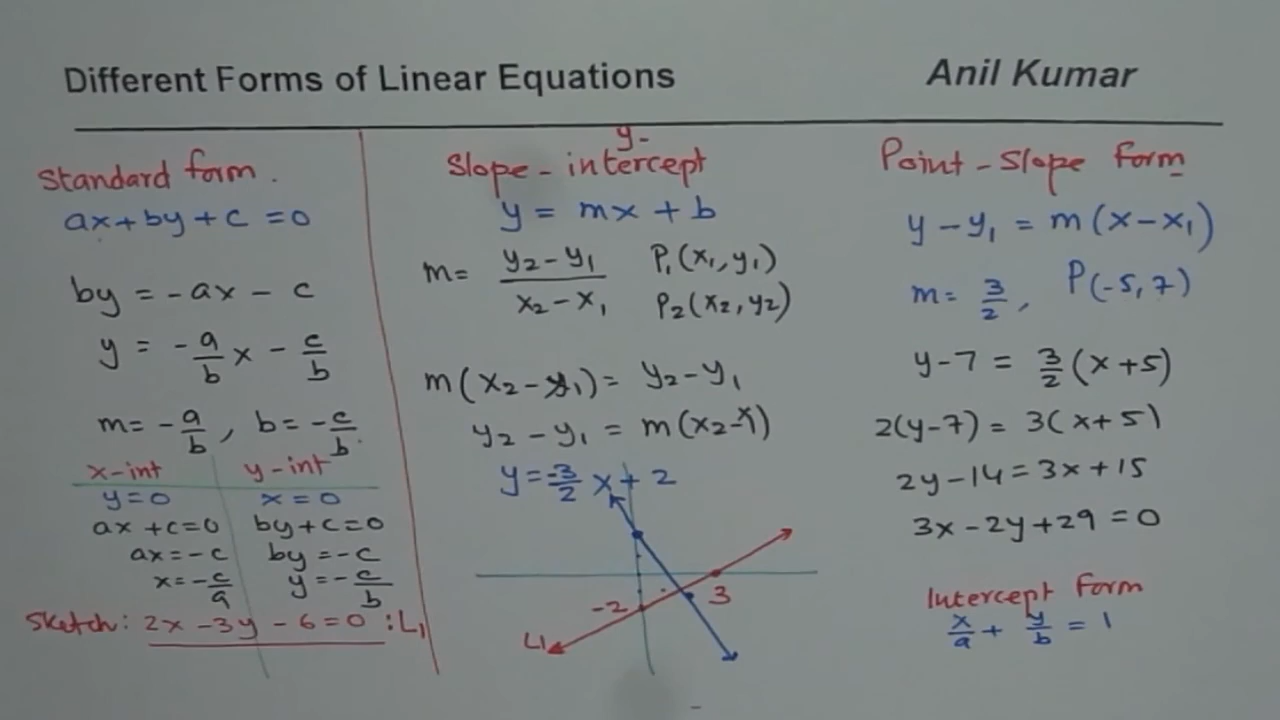 Different Forms of Linear Equations
Anil Kumar
Standard form.
ax+by+c=0
by = -ax - c
y = -a/b x - c/b
m= -a/b, b= -c/b.
x-int
y=0
ax+c=0
ax=-c
x=-c/a
y-int
x=0
by+c=0
by=-c
y=-c/b
Sketch: 2x-3y-6=0 :L₁
y-
Slope-intercept
y = mx + b
m= (y₂-y₁)/(x₂-x₁)
P₁(x₁,y₁)
P₂(x₂,y₂)
m(x₂-x₁)= y₂-y₁
y₂-y₁ = m(x₂-x₁)
y=-3/2 x+2
-2
3
L1
Point-Slope Form
y-y₁ = m(x-x₁)
m= 3/2, P(-5,7)
y-7 = 3/2(x+5)
2(y-7)= 3(x+5)
2y-14=3x+15
3x-2y+29=0
Intercept Form
x/a + y/b = 1